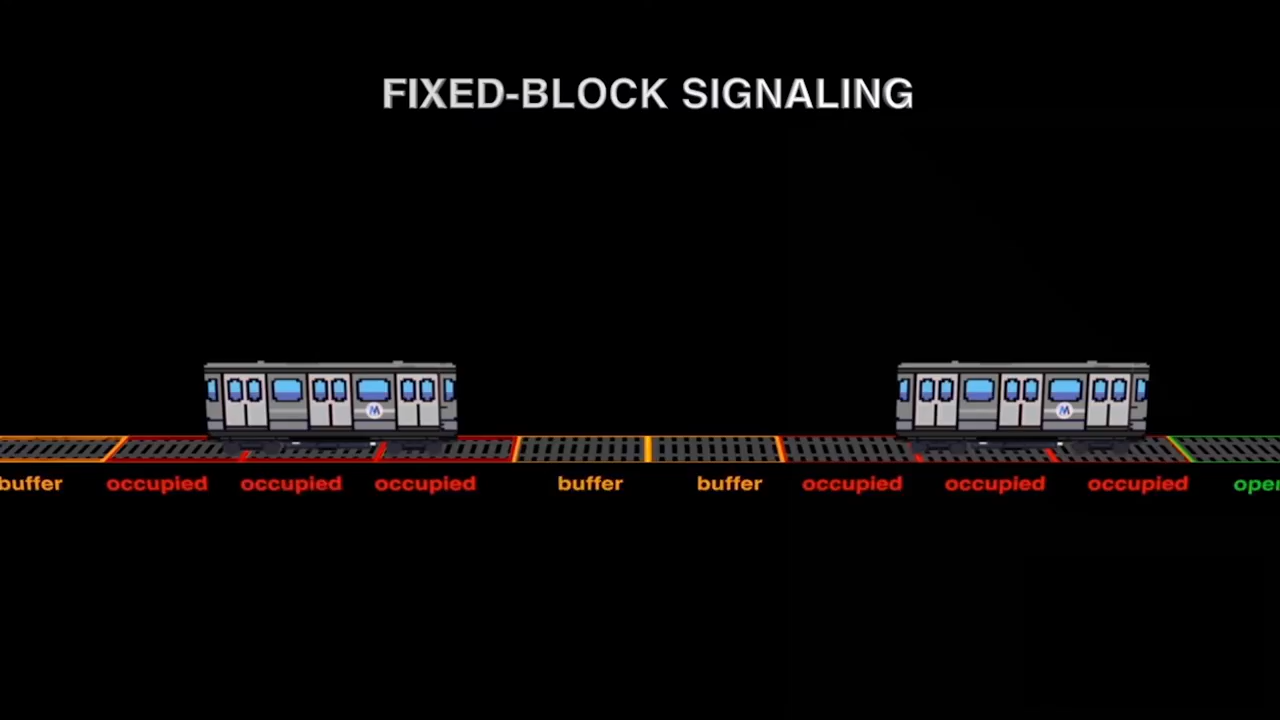 FIXED-BLOCK SIGNALING
M M
buffer occupied occupied occupied buffer buffer occupied occupied occupied